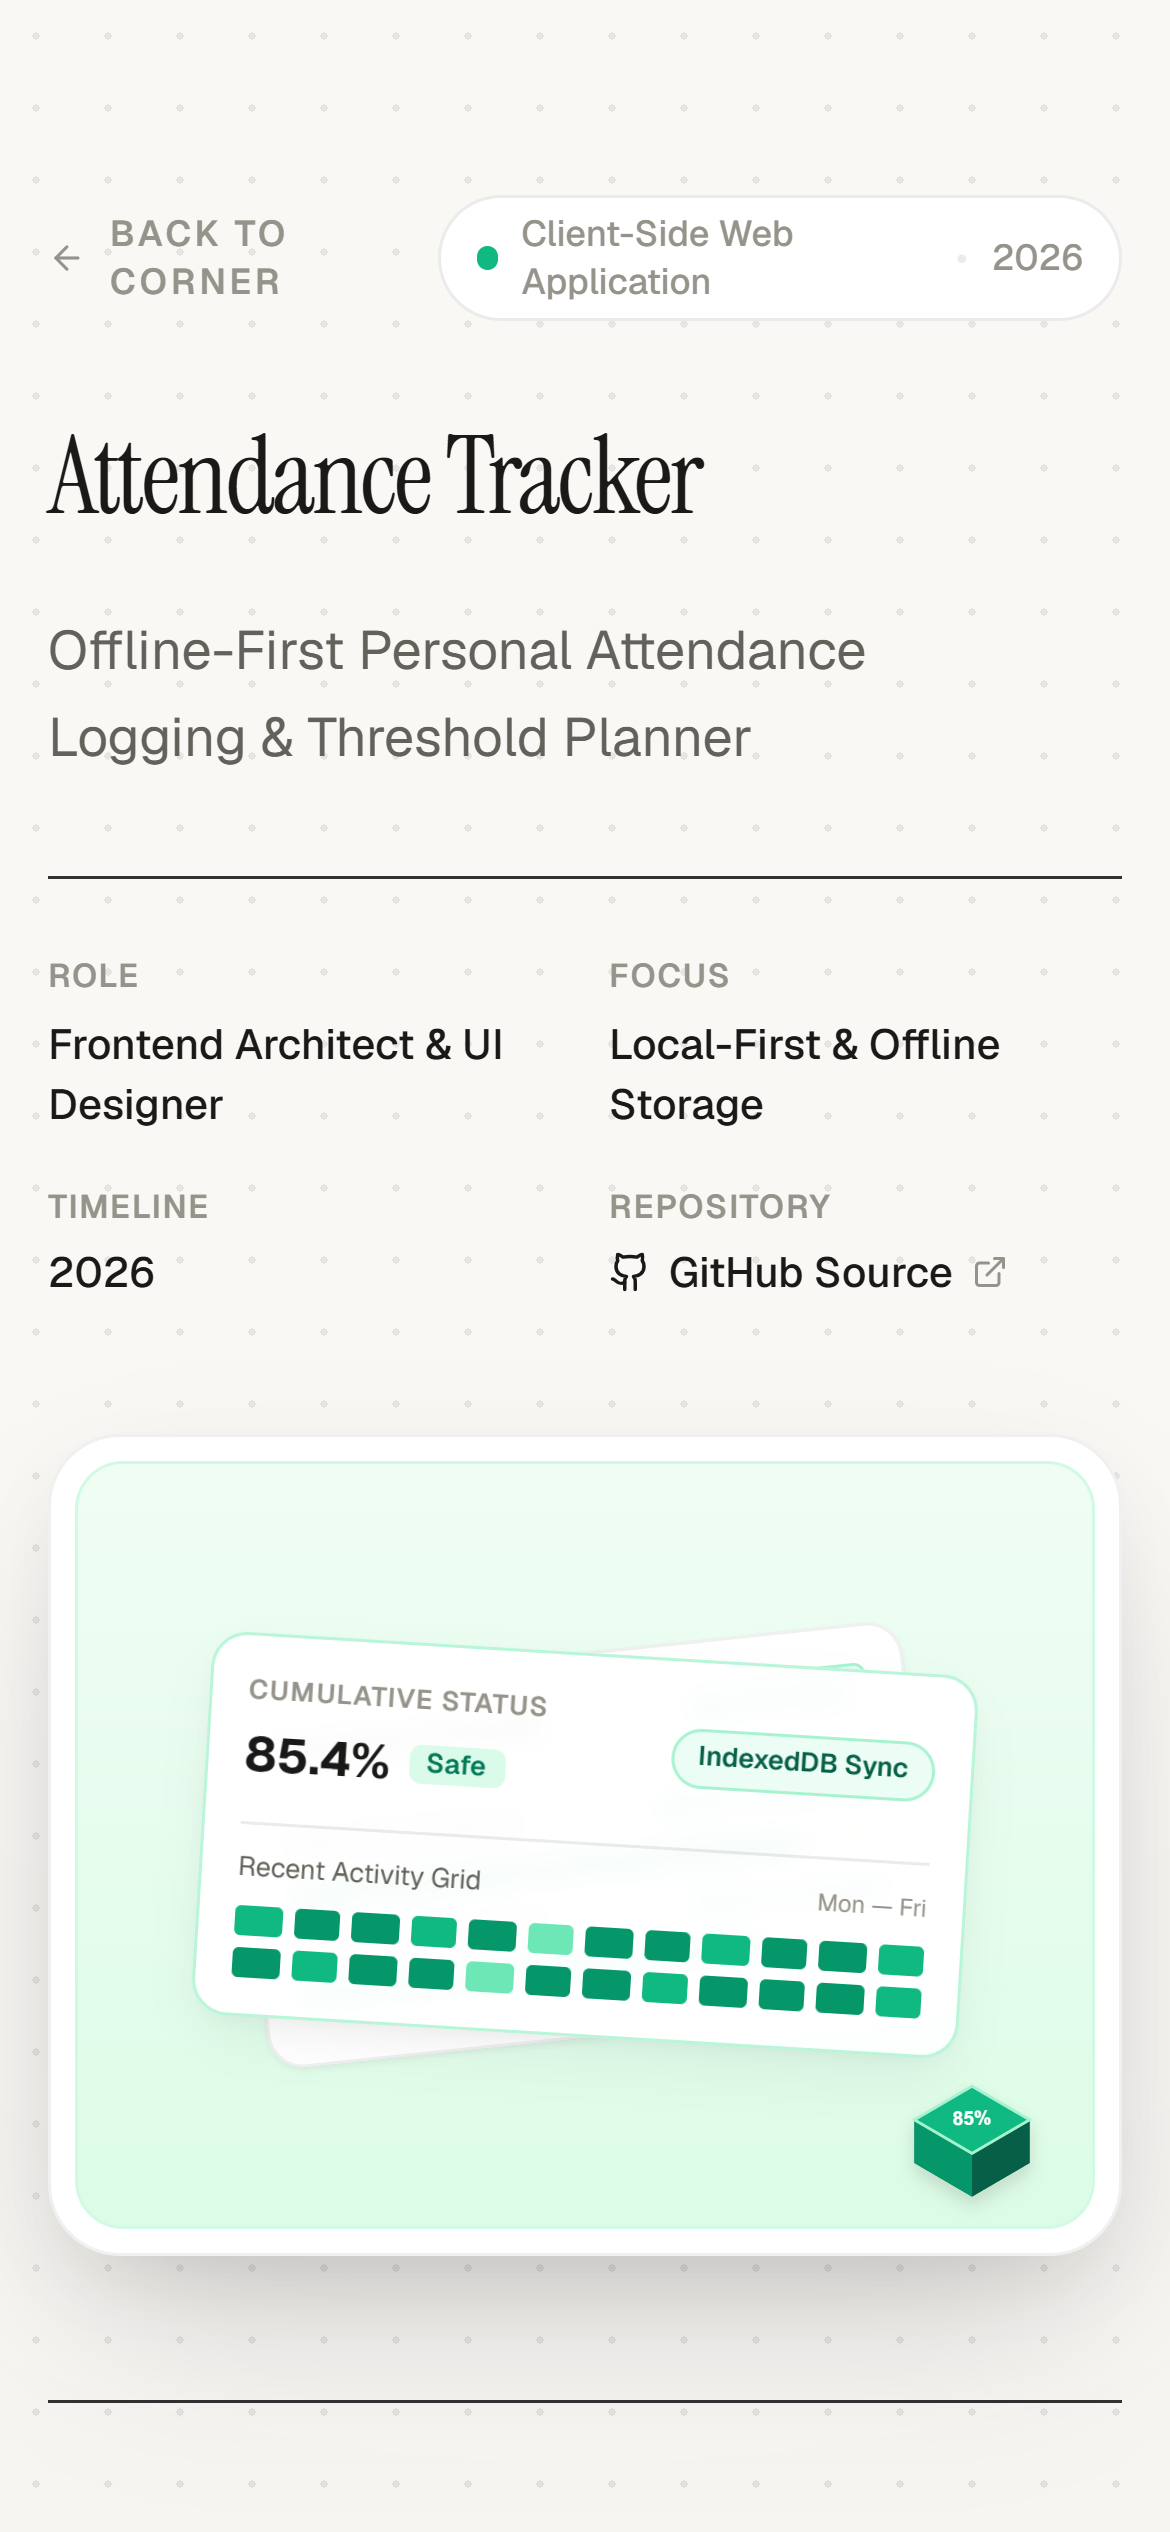 BACK TO
CORNER
Client-Side Web
Application
2026
Attendance Tracker
Offline-First Personal Attendance
Logging & Threshold Planner
ROLE
FOCUS
Frontend Architect & UI
Designer
Local-First & Offline
Storage
TIMELINE
REPOSITORY
2026
GitHub Source
CUMULATIVE STATUS
85.4%
Safe
IndexedDB Sync
Recent Activity Grid
Mon — Fri
85%